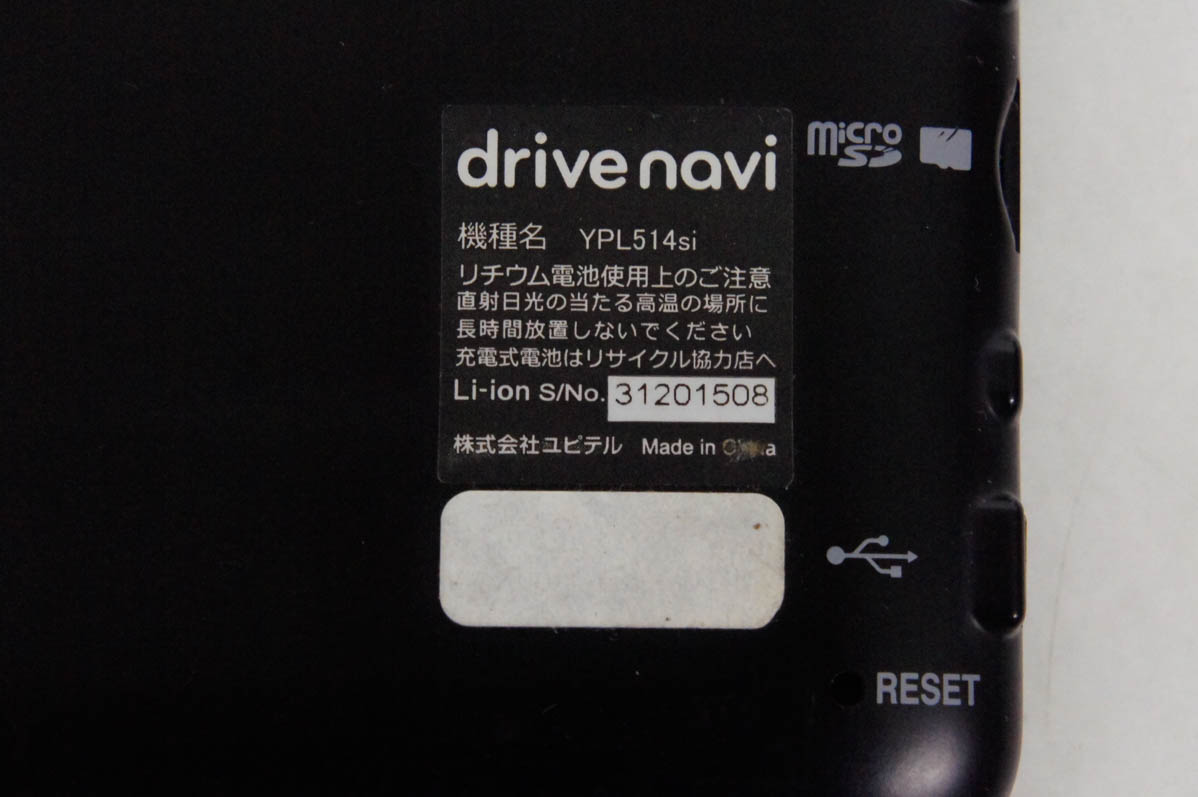 drive navi
micro SD
機種名 YPL514si
リチウム電池使用上のご注意
直射日光の当たる高温の場所に
長時間放置しないでください
充電式電池はリサイクル協力店へ
Li-ion S/No. 31201508
株式会社ユピテル Made in China
RESET